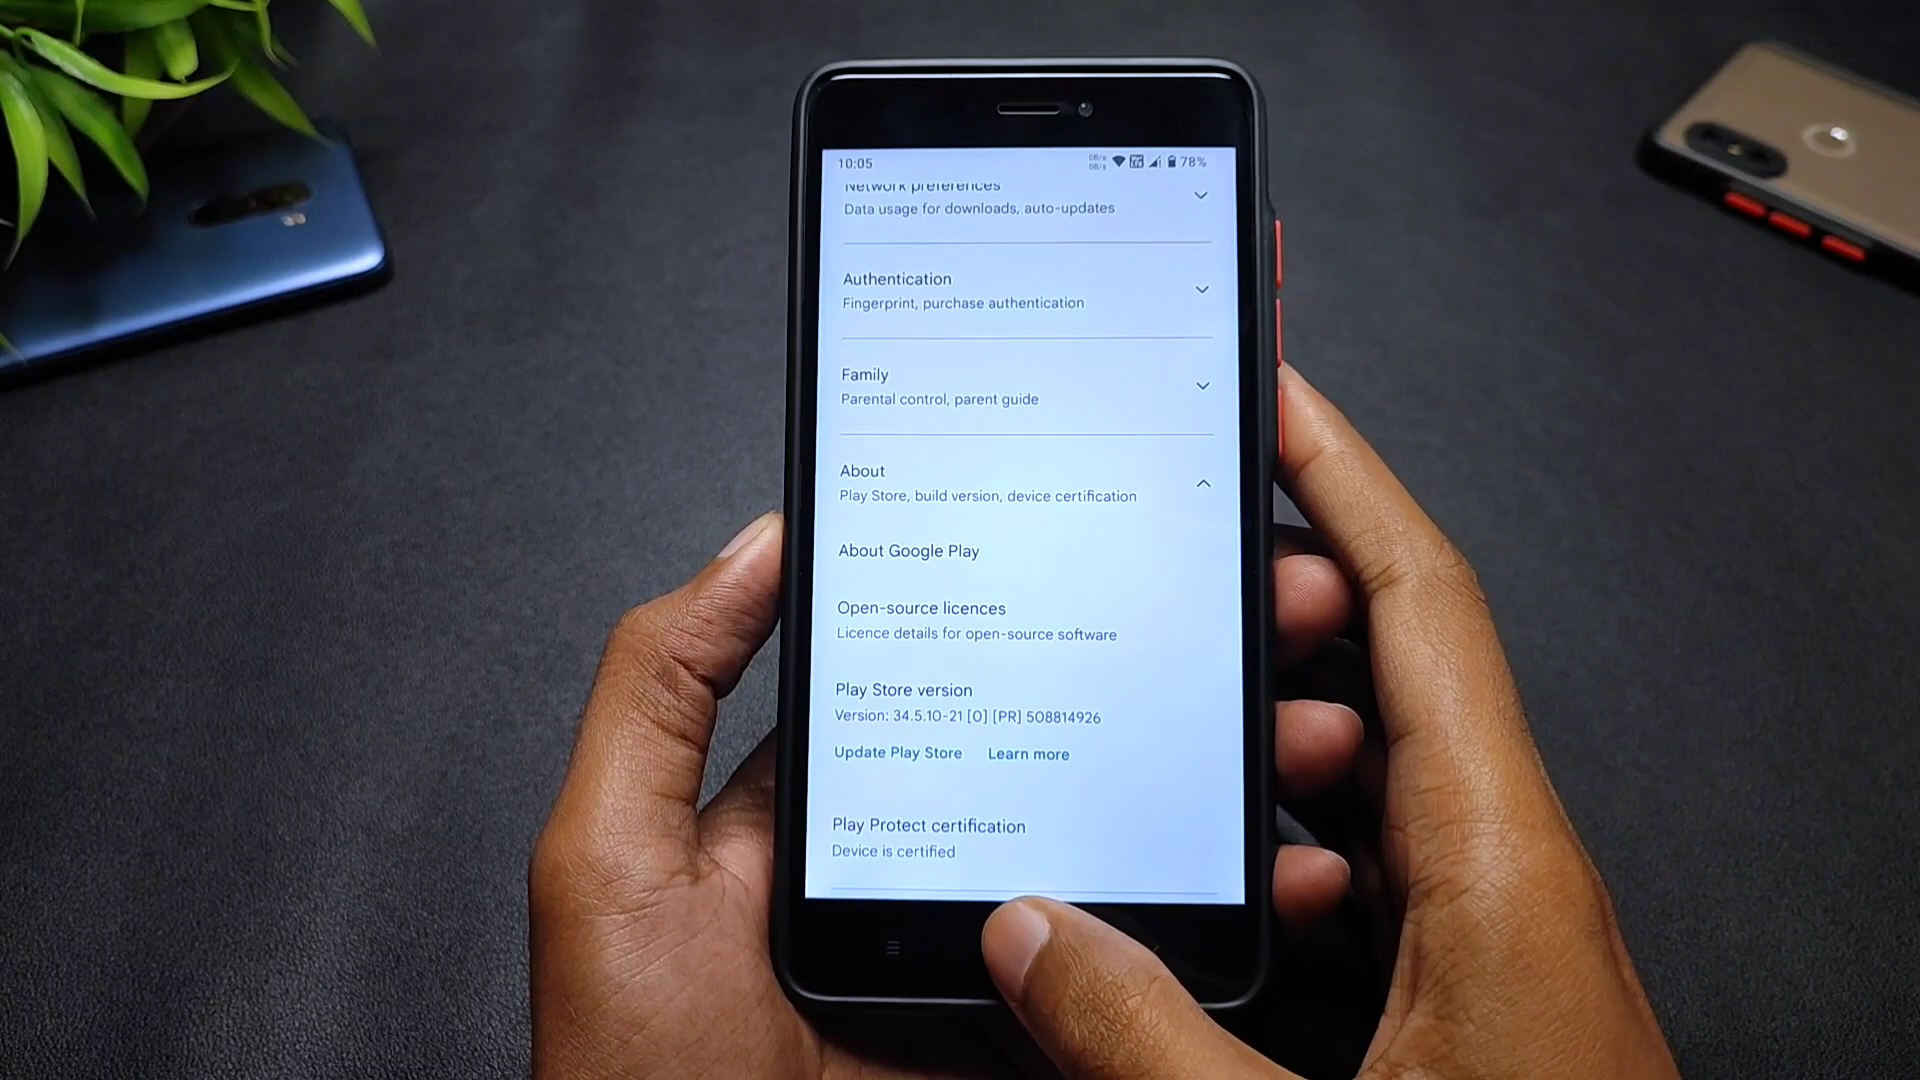 10:05
78%
Network preferences
Data usage for downloads, auto-updates
Authentication
Fingerprint, purchase authentication
Family
Parental control, parent guide
About
Play Store, build version, device certification
About Google Play
Open-source licences
Licence details for open-source software
Play Store version
Version: 34.5.10-21 [0] [PR] 508814926
Update Play Store Learn more
Play Protect certification
Device is certified